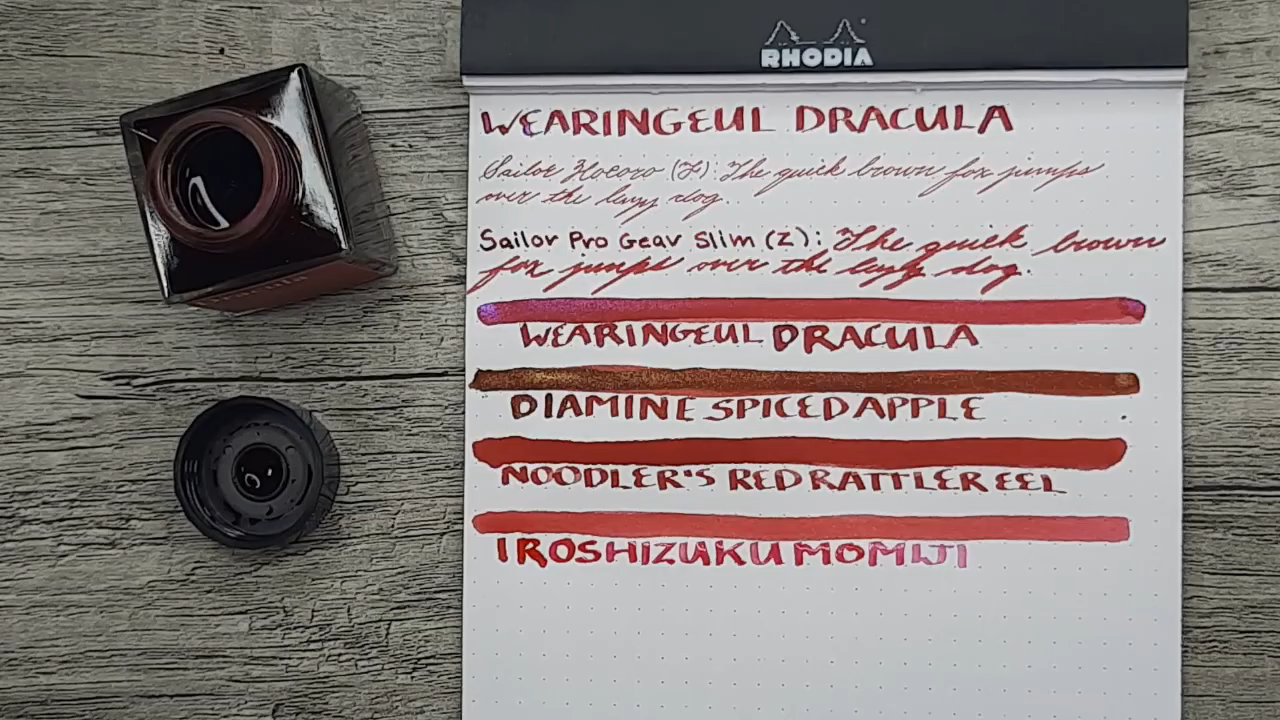 RHODIA
WEARINGEUL DRACULA
Sailor Hocoro (F): The quick brown fox jumps
over the lazy dog.
Sailor Pro Gear Slim (Z): The quick brown
fox jumps over the lazy dog.
WEARINGEUL DRACULA
DIAMINE SPICED APPLE
NOODLER'S RED RATTLER EEL
IROSHIZUKU MOMIJI